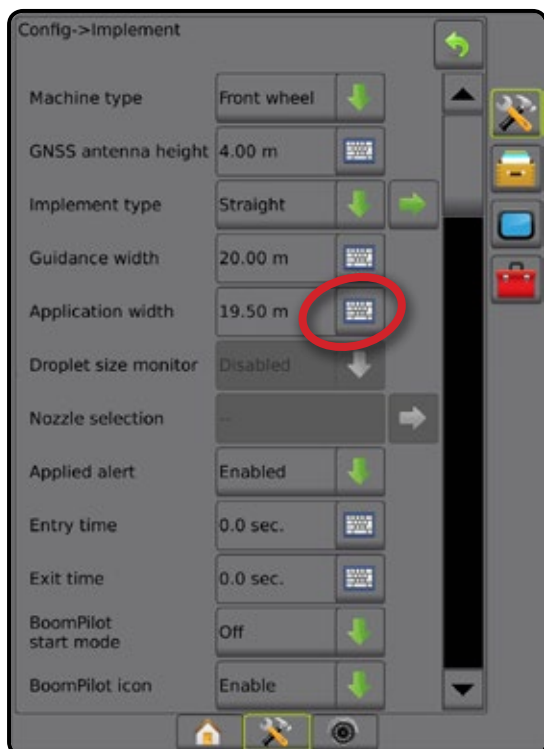 Config->Implement
Machine type Front wheel
GNSS antenna height 4.00 m
Implement type Straight
Guidance width 20.00 m
Application width 19.50 m
Droplet size monitor Disabled
Nozzle selection --
Applied alert Enabled
Entry time 0.0 sec.
Exit time 0.0 sec.
BoomPilot
start mode Off
BoomPilot icon Enable